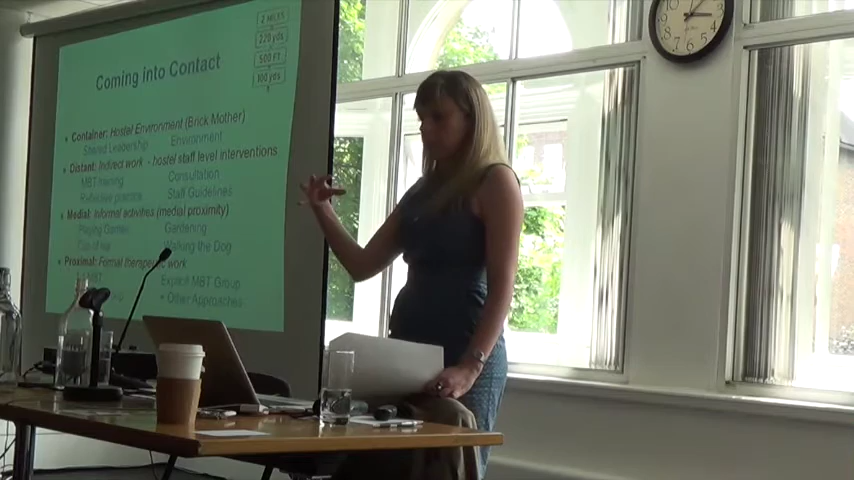 2 MILES
220 yds
500 FT
100 yds
Coming into Contact
Container: Hostel Environment (Brick Mother)
Shared Leadership Environment
Distant: Indirect work - hostel staff level interventions
MBT training Consultation
Reflective practice Staff Guidelines
Medial: Informal activities (medial proximity)
Playing Games Gardening
Cup of tea Walking the Dog
Proximal: Formal therapeutic work
Explicit MBT Group
+ Other Approaches